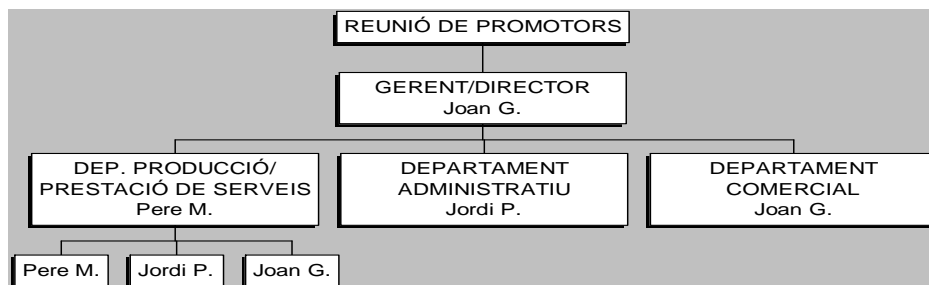 REUNIÓ DE PROMOTORS
GERENT/DIRECTOR
Joan G.
DEP. PRODUCCIÓ/
PRESTACIÓ DE SERVEIS
Pere M.
DEPARTAMENT
ADMINISTRATIU
Jordi P.
DEPARTAMENT
COMERCIAL
Joan G.
Pere M.
Jordi P.
Joan G.